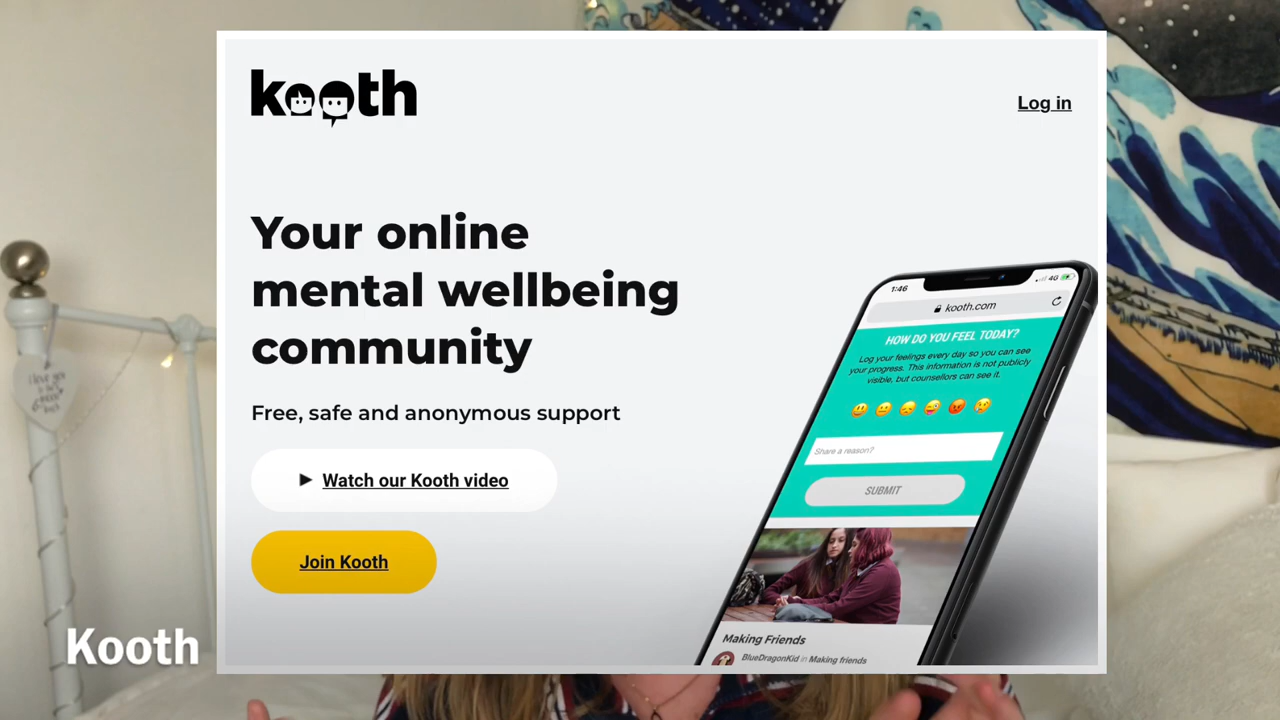 kooth
Log in
Your online
mental wellbeing
community
Free, safe and anonymous support
Watch our Kooth video
Join Kooth
1:46
4G
kooth.com
HOW DO YOU FEEL TODAY?
Log your feelings every day so you can see
your progress. This information is not publicly
visible, but counsellors can see it.
Share a reason?
SUBMIT
Making Friends
BlueDragonKid in Making friends
I love you
Kooth